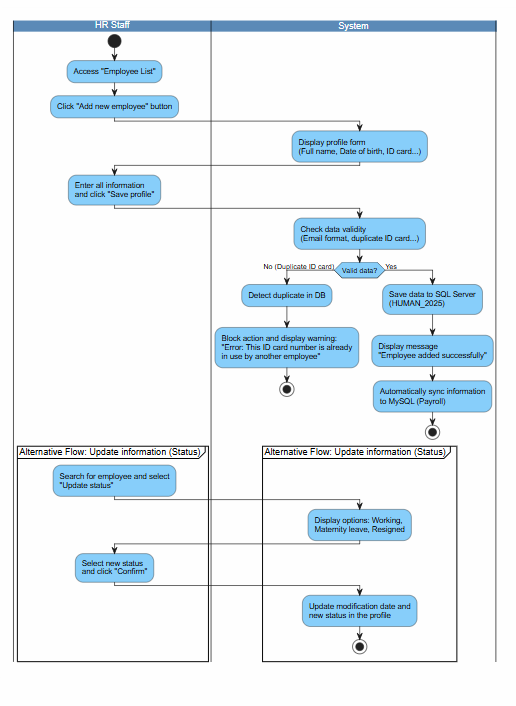 HR Staff
System
Access "Employee List"
Click "Add new employee" button
Display profile form
(Full name, Date of birth, ID card...)
Enter all information
and click "Save profile"
Check data validity
(Email format, duplicate ID card...)
No (Duplicate ID card)
Valid data?
Yes
Detect duplicate in DB
Save data to SQL Server
(HUMAN_2025)
Block action and display warning:
"Error: This ID card number is already
in use by another employee"
Display message
"Employee added successfully"
Automatically sync information
to MySQL (Payroll)
Alternative Flow: Update information (Status)
Alternative Flow: Update information (Status)
Search for employee and select
"Update status"
Display options: Working,
Maternity leave, Resigned
Select new status
and click "Confirm"
Update modification date and
new status in the profile